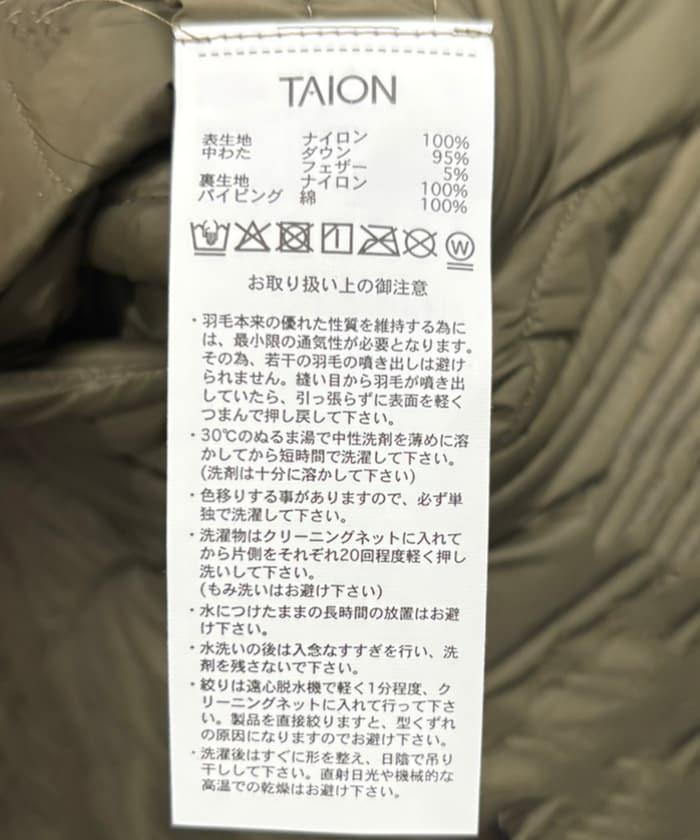 TAION
表生地 ナイロン 100%
中わた ダウン 95%
フェザー 5%
裏生地 ナイロン 100%
パイピング 綿 100%
W
お取り扱い上の御注意
・羽毛本来の優れた性質を維持する為に
は、最小限の通気性が必要となります。
その為、若干の羽毛の噴き出しは避け
られません。縫い目から羽毛が噴き出
していたら、引っ張らずに表面を軽く
つまんで押し戻して下さい。
・30℃のぬるま湯で中性洗剤を薄めに溶
かしてから短時間で洗濯して下さい。
(洗剤は十分に溶かして下さい)
・色移りする事がありますので、必ず単
独で洗濯して下さい。
・洗濯物はクリーニングネットに入れて
から片側をそれぞれ20回程度軽く押し
洗いして下さい。
(もみ洗いはお避け下さい)
・水につけたままの長時間の放置はお避
け下さい。
・水洗いの後は入念なすすぎを行い、洗
剤を残さないで下さい。
・絞りは遠心脱水機で軽く1分程度、ク
リーニングネットに入れて行って下さ
い。製品を直接絞りますと、型くずれ
の原因になりますのでお避け下さい。
・洗濯後はすぐに形を整え、日陰で吊り
干しして下さい。直射日光や機械的な
高温での乾燥はお避け下さい。